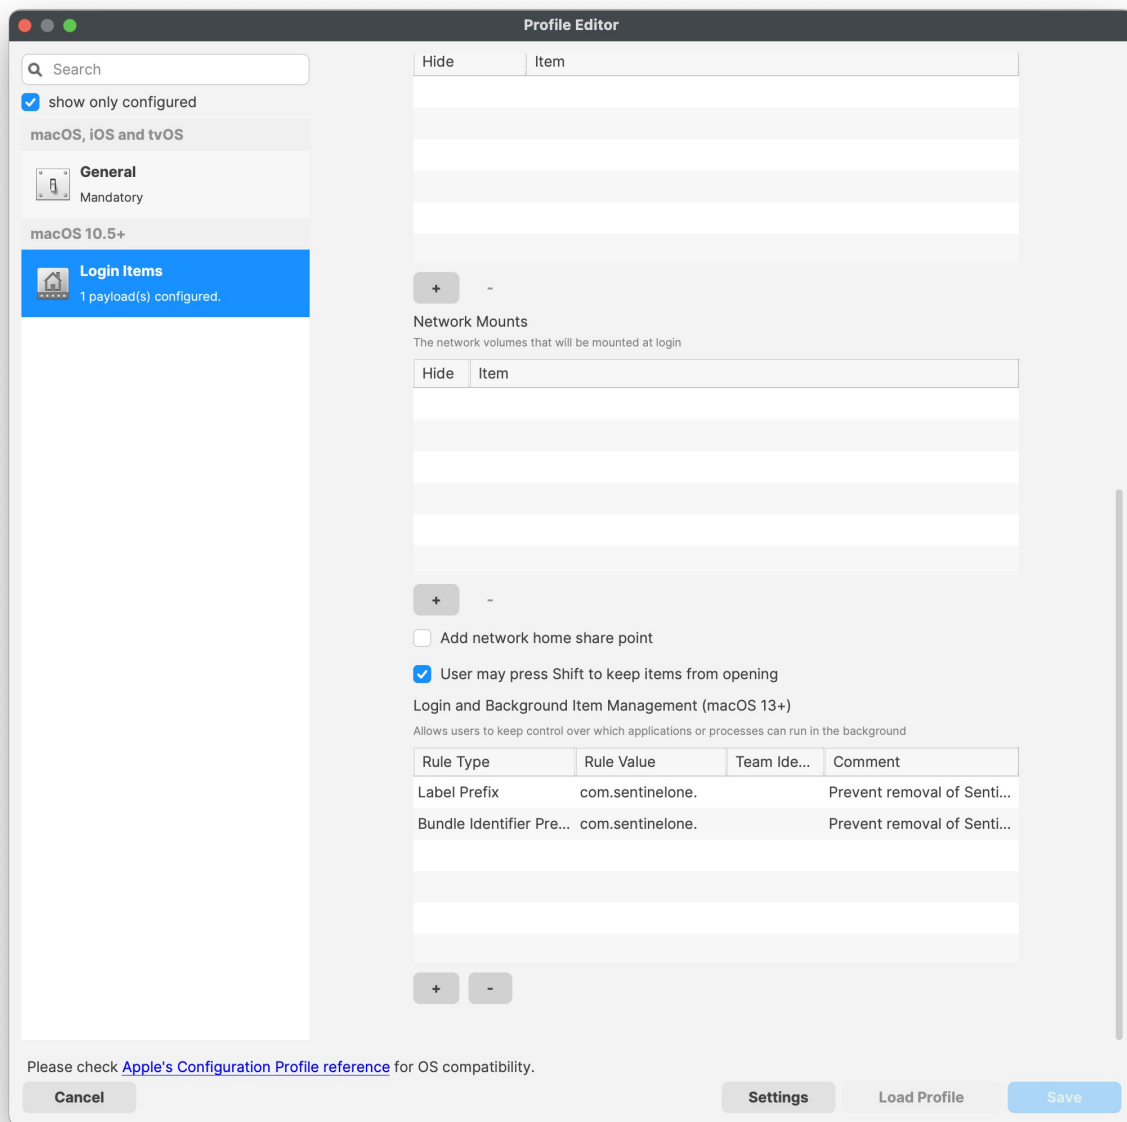 Profile Editor
Search
show only configured
macOS, iOS and tvOS
General
Mandatory
macOS 10.5+
Login Items
1 payload(s) configured.
Hide Item
+ -
Network Mounts
The network volumes that will be mounted at login
Hide Item
+ -
Add network home share point
User may press Shift to keep items from opening
Login and Background Item Management (macOS 13+)
Allows users to keep control over which applications or processes can run in the background
Rule Type Rule Value Team Ide... Comment
Label Prefix com.sentinelone. Prevent removal of Senti...
Bundle Identifier Pre... com.sentinelone. Prevent removal of Senti...
+ -
Please check Apple's Configuration Profile reference for OS compatibility.
Cancel Settings Load Profile Save